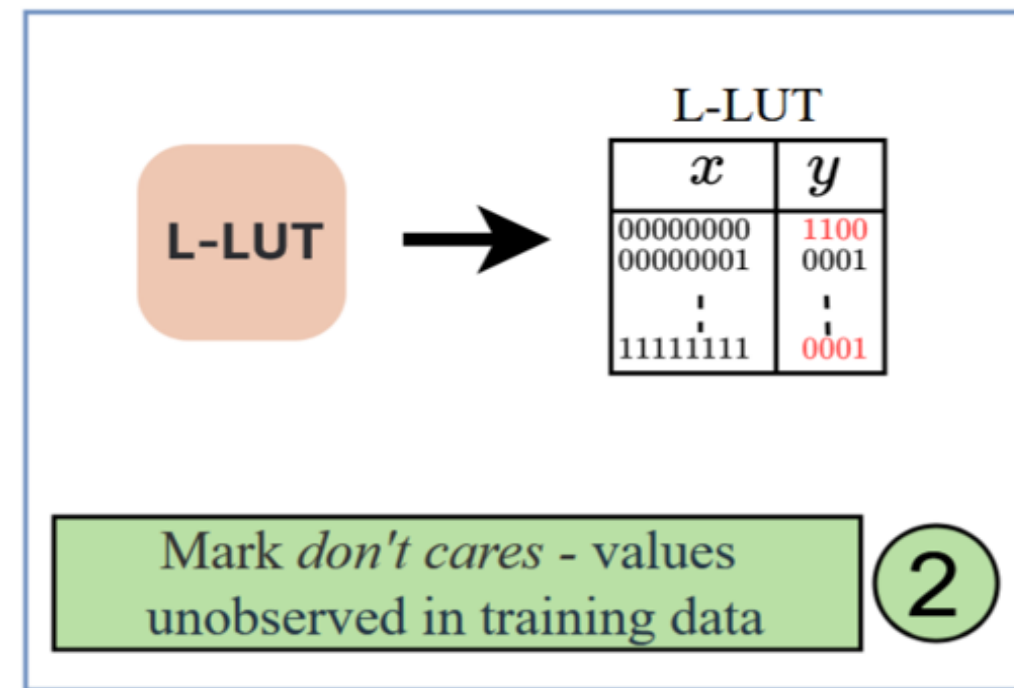 L-LUT
L-LUT
x y
00000000 1100
00000001 0001
11111111 0001
Mark don't cares - values
unobserved in training data
2